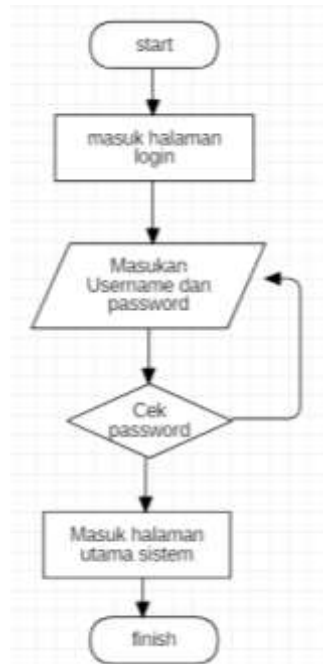 start
masuk halaman
login
Masukan
Username dan
password
Cek
password
Masuk halaman
utama sistem
finish